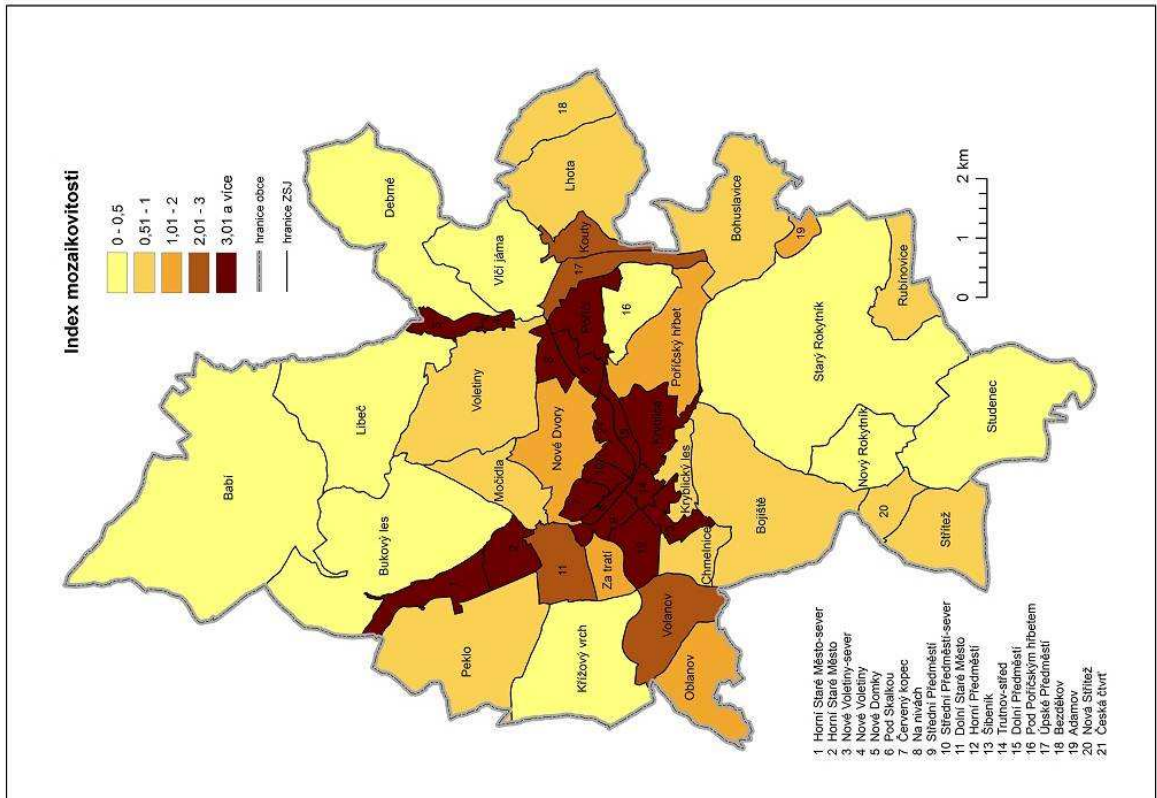 Index mozaikovitosti
0 - 0,5
0,51 - 1
1,01 - 2
2,01 - 3
3,01 a více
hranice obce
hranice ZSJ
Babí
Libeč
Bukový les
Debrné
Vlčí jáma
Voletiny
Močidla
Nové Dvory
Peklo
Křížový vrch
11
Za tratí
Volanov
Oblanov
Chmelnice
Kryblický les
Kryblice
Bojiště
Poříčský hřbet
Poříčí
16
17
Kouty
Lhota
18
Bohuslavice
19
Starý Rokytník
Rubínovice
Nový Rokytník
Studenec
20
Střítež
0 1 2 km
1 Horní Staré Město-sever
2 Horní Staré Město
3 Nové Voletiny-sever
4 Nové Voletiny
5 Nové Domky
6 Pod Skalkou
7 Červený kopec
8 Na nivách
9 Střední Předměstí
10 Střední Předměstí-sever
11 Dolní Staré Město
12 Horní Předměstí
13 Šibeník
14 Trutnov-střed
15 Dolní Předměstí
16 Pod Poříčským hřbetem
17 Úpské Předměstí
18 Bezděkov
19 Adamov
20 Nová Střítež
21 Česká čtvrť